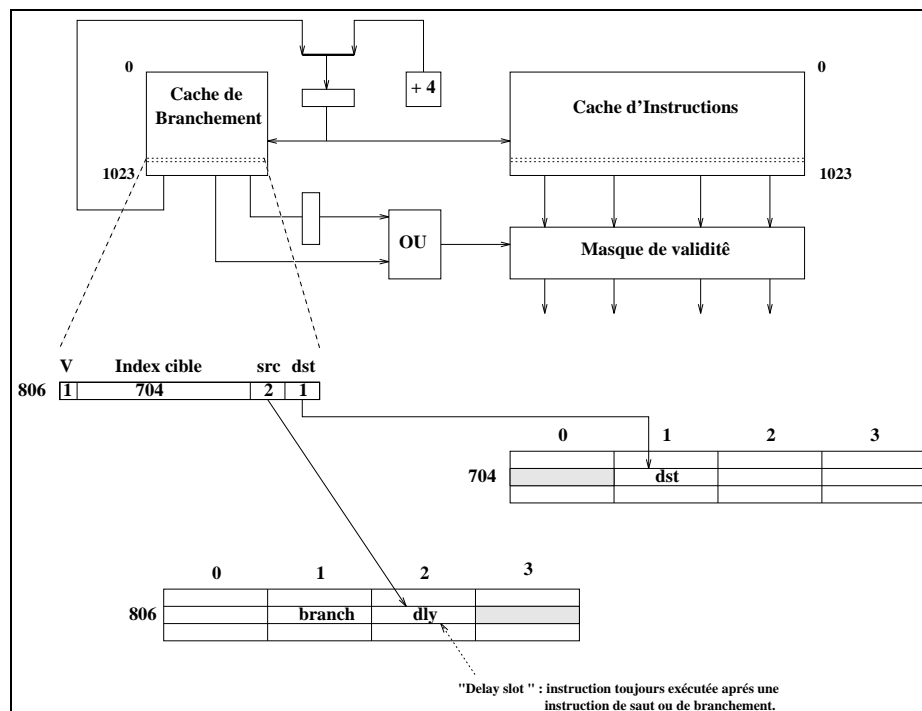 0
0
+ 4
Cache de
Branchement
Cache d'Instructions
1023
1023
OU
Masque de validitê
V Index cible src dst
806 1 704 2 1
0 1 2 3
704 dst
0 1 2 3
806 branch dly
"Delay slot " : instruction toujours exécutée aprés une
instruction de saut ou de branchement.